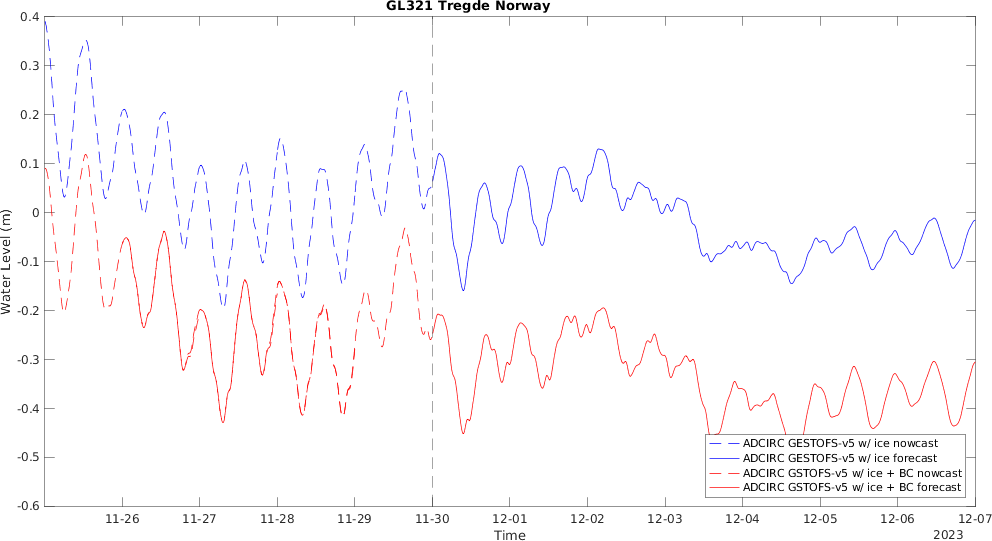 GL321 Tregde Norway
0.4
0.3
0.2
0.1
0
-0.1
-0.2
-0.3
-0.4
-0.5
-0.6
Water Level (m)
ADCIRC GESTOFS-v5 w/ ice nowcast
ADCIRC GESTOFS-v5 w/ ice forecast
ADCIRC GSTOFS-v5 w/ ice + BC nowcast
ADCIRC GSTOFS-v5 w/ ice + BC forecast
11-26 11-27 11-28 11-29 11-30 12-01 12-02 12-03 12-04 12-05 12-06 12-07
Time
2023